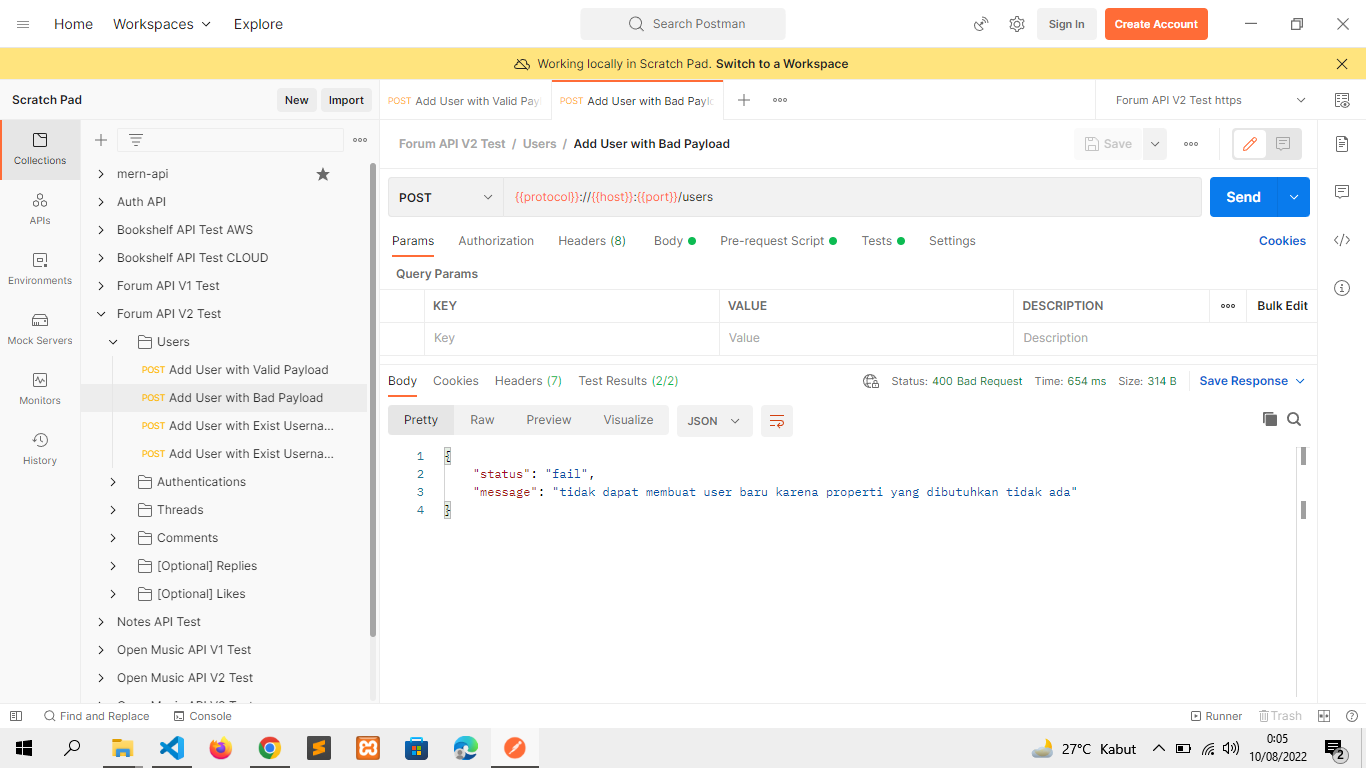 Home Workspaces Explore Search Postman Sign In Create Account
Working locally in Scratch Pad. Switch to a Workspace
Scratch Pad New Import
POST Add User with Valid Pay POST Add User with Bad Paylo Forum API V2 Test https
Collections
APIs
Environments
Mock Servers
Monitors
History
mern-api
Auth API
Bookshelf API Test AWS
Bookshelf API Test CLOUD
Forum API V1 Test
Forum API V2 Test
Users
POST Add User with Valid Payload
POST Add User with Bad Payload
POST Add User with Exist Userna...
POST Add User with Exist Userna...
Authentications
Threads
Comments
[Optional] Replies
[Optional] Likes
Notes API Test
Open Music API V1 Test
Open Music API V2 Test
Forum API V2 Test / Users / Add User with Bad Payload Save
POST {{protocol}}://{{host}}:{{port}}/users Send
Params Authorization Headers (8) Body Pre-request Script Tests Settings Cookies
Query Params
KEY VALUE DESCRIPTION Bulk Edit
Key Value Description
Body Cookies Headers (7) Test Results (2/2) Status: 400 Bad Request Time: 654 ms Size: 314 B Save Response
Pretty Raw Preview Visualize JSON
1 {
2 "status": "fail",
3 "message": "tidak dapat membuat user baru karena properti yang dibutuhkan tidak ada"
4 }
Find and Replace Console Runner Trash
27°C Kabut 0:05
10/08/2022 2